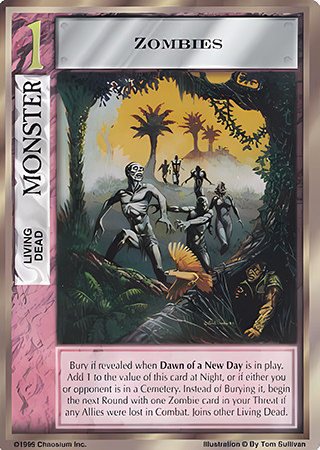 1
ZOMBIES
MONSTER
LIVING
DEAD
Bury if revealed when Dawn of a New Day is in play.
Add 1 to the value of this card at Night, or if either you
or opponent is in a Cemetery. Instead of Burying it, begin
the next Round with one Zombie card in your Threat if
any Allies were lost in Combat. Joins other Living Dead.
©1995 Chaosium Inc.
Illustration © By Tom Sullivan